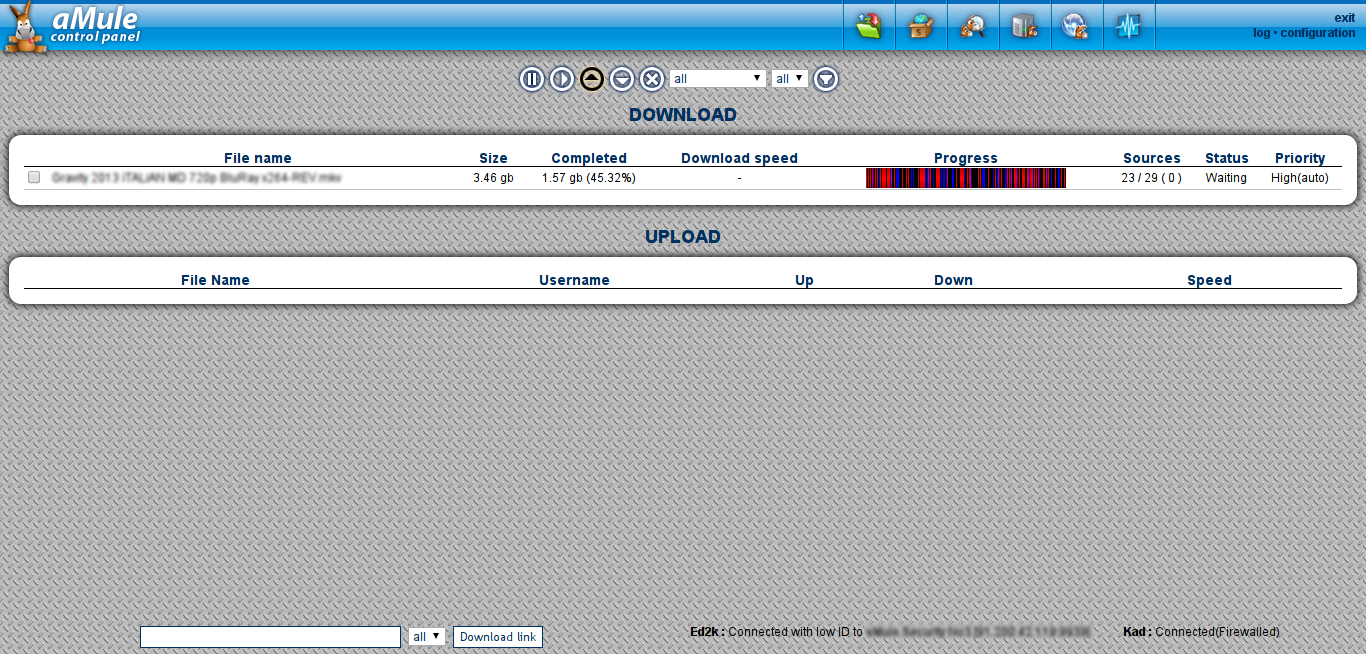 aMule
control panel
exit
log • configuration
all all
DOWNLOAD
File name Size Completed Download speed Progress Sources Status Priority
Gravity 2013 iTALiAN MD 720p BluRay x264-REV.mkv 3.46 gb 1.57 gb (45.32%) - 23 / 29 ( 0 ) Waiting High(auto)
UPLOAD
File Name Username Up Down Speed
all Download link Ed2k : Connected with low ID to Kad : Connected(Firewalled)